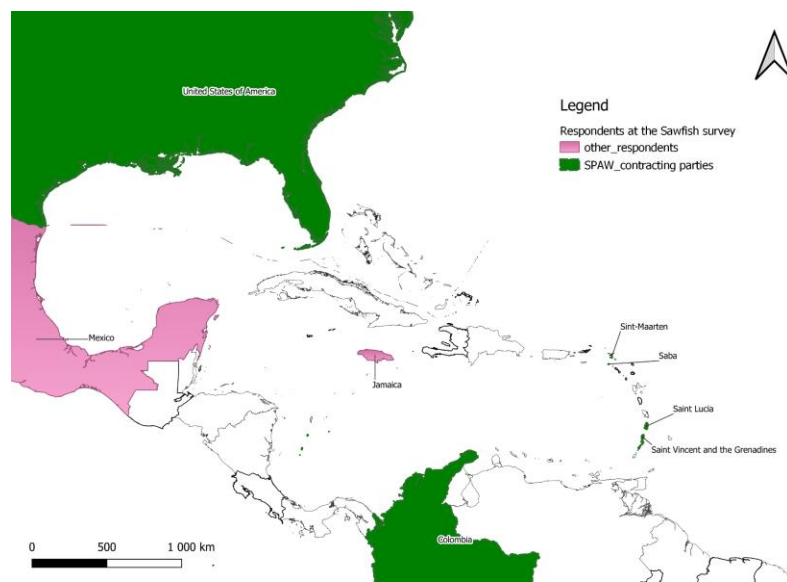 United States of America
Legend
Respondents at the Sawfish survey
other_respondents
SPAW_contracting parties
Mexico
Jamaica
Sint-Maarten
Saba
Saint Lucia
Saint Vincent and the Grenadines
Colombia
0 500 1 000 km